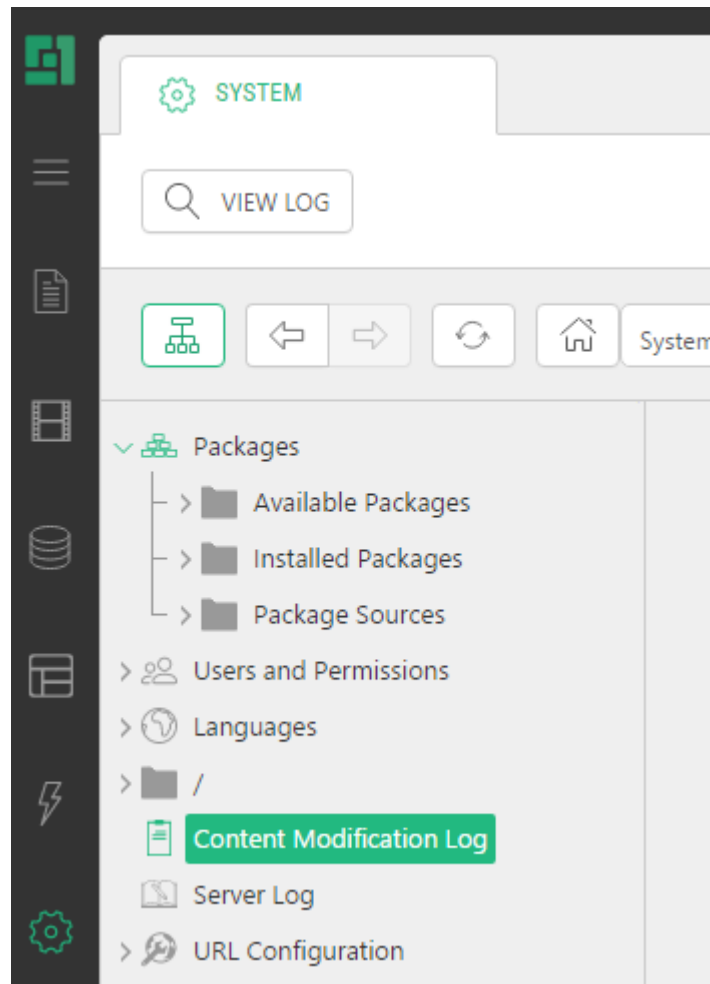 SYSTEM
VIEW LOG
System
Packages
Available Packages
Installed Packages
Package Sources
Users and Permissions
Languages
/
Content Modification Log
Server Log
URL Configuration